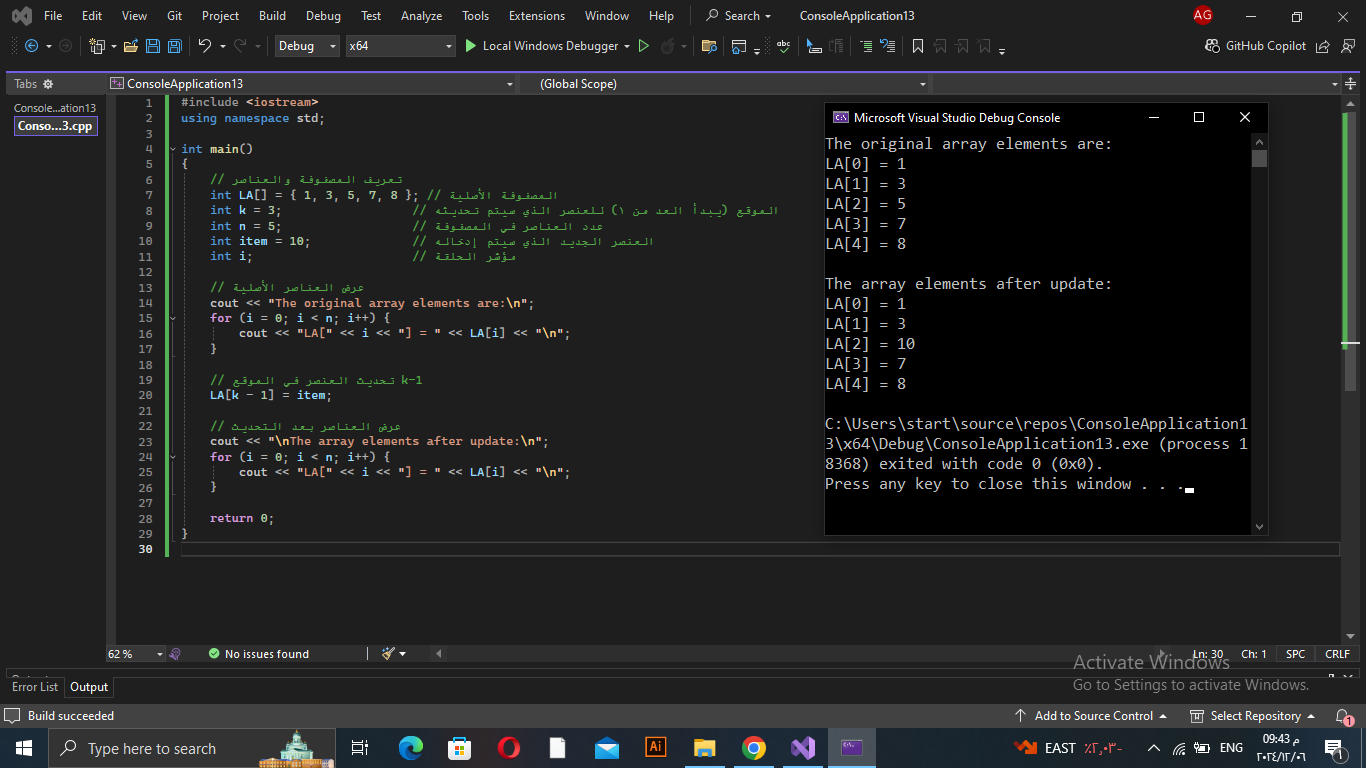 File Edit View Git Project Build Debug Test Analyze Tools Extensions Window Help Search ConsoleApplication13 AG
Debug x64 Local Windows Debugger abc GitHub Copilot
Tabs ConsoleApplication13 (Global Scope)
Console...ation13
Conso...3.cpp
1 #include <iostream>
2 using namespace std;
3
4 int main()
5 {
6 // تعريف المصفوفة والعناصر
7 int LA[] = { 1, 3, 5, 7, 8 }; // المصفوفة الأصلية
8 int k = 3; // الموقع (يبدأ العد من ١) للعنصر الذي سيتم تحديثه
9 int n = 5; // عدد العناصر في المصفوفة
10 int item = 10; // العنصر الجديد الذي سيتم إدخاله
11 int i; // مؤشر الحلقة
12
13 // عرض العناصر الأصلية
14 cout << "The original array elements are:\n";
15 for (i = 0; i < n; i++) {
16 cout << "LA[" << i << "] = " << LA[i] << "\n";
17 }
18
19 // تحديث العنصر في الموقع k-1
20 LA[k - 1] = item;
21
22 // عرض العناصر بعد التحديث
23 cout << "\nThe array elements after update:\n";
24 for (i = 0; i < n; i++) {
25 cout << "LA[" << i << "] = " << LA[i] << "\n";
26 }
27
28 return 0;
29 }
30
Microsoft Visual Studio Debug Console
The original array elements are:
LA[0] = 1
LA[1] = 3
LA[2] = 5
LA[3] = 7
LA[4] = 8
The array elements after update:
LA[0] = 1
LA[1] = 3
LA[2] = 10
LA[3] = 7
LA[4] = 8
C:\Users\start\source\repos\ConsoleApplication1
3\x64\Debug\ConsoleApplication13.exe (process 1
8368) exited with code 0 (0x0).
Press any key to close this window . . .
62 % No issues found Ln: 30 Ch: 1 SPC CRLF
Activate Windows
Go to Settings to activate Windows.
Error List Output
Build succeeded Add to Source Control Select Repository 1
Type here to search Ai EAST ٪٢,٠٣- ENG 09:43 م
٢٠٢٤/١٢/٠٦ 1